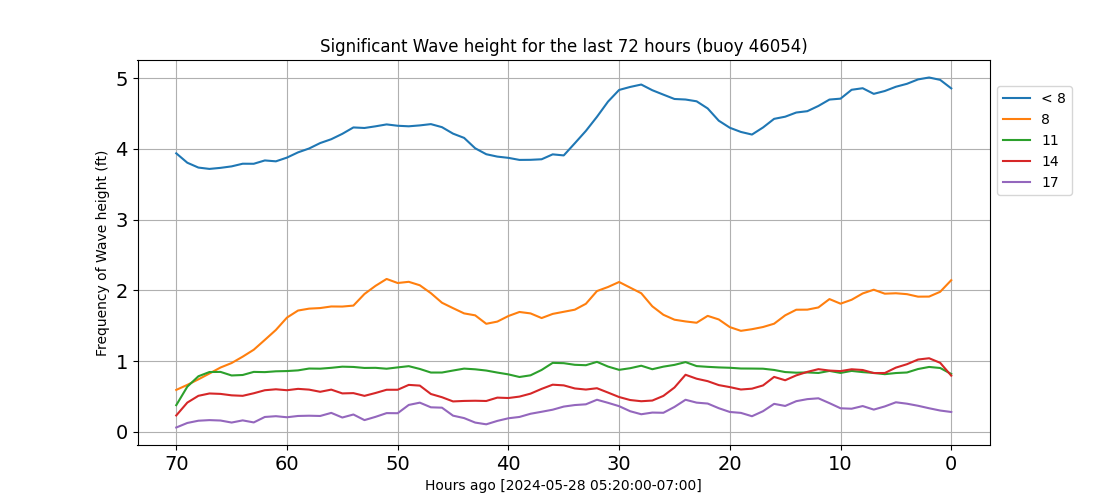 Significant Wave height for the last 72 hours (buoy 46054)
Frequency of Wave height (ft)
5
4
3
2
1
0
70 60 50 40 30 20 10 0
Hours ago [2024-05-28 05:20:00-07:00]
< 8
8
11
14
17